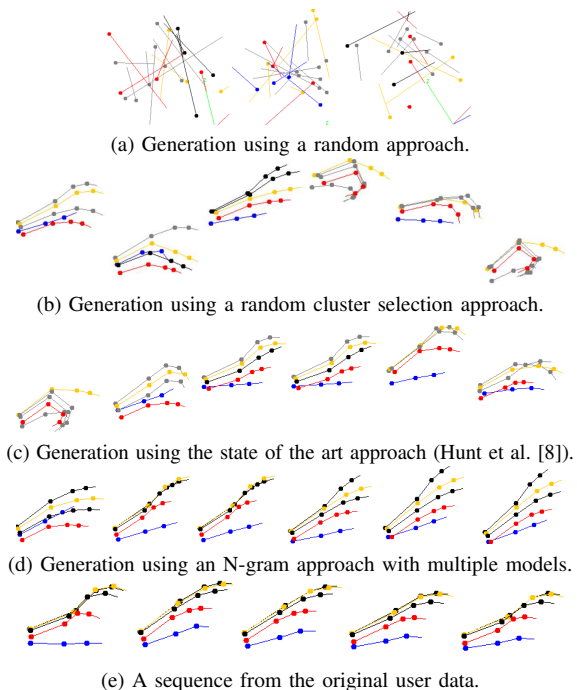 (a) Generation using a random approach.
(b) Generation using a random cluster selection approach.
(c) Generation using the state of the art approach (Hunt et al. [8]).
(d) Generation using an N-gram approach with multiple models.
(e) A sequence from the original user data.